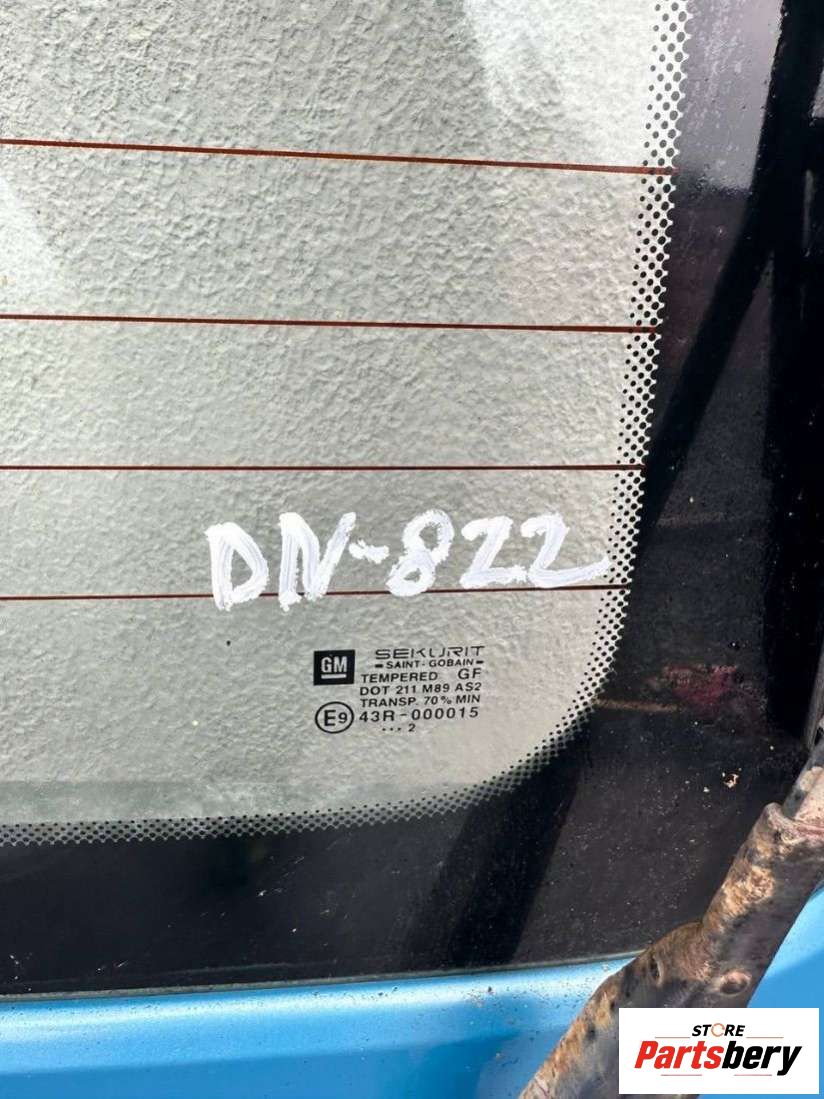 DN-822
GM
SEKURIT
SAINT-GOBAIN
TEMPERED GF
DOT 211 M89 AS2
TRANSP. 70% MIN
E9 43R-000015
...2
STORE
Partsbery